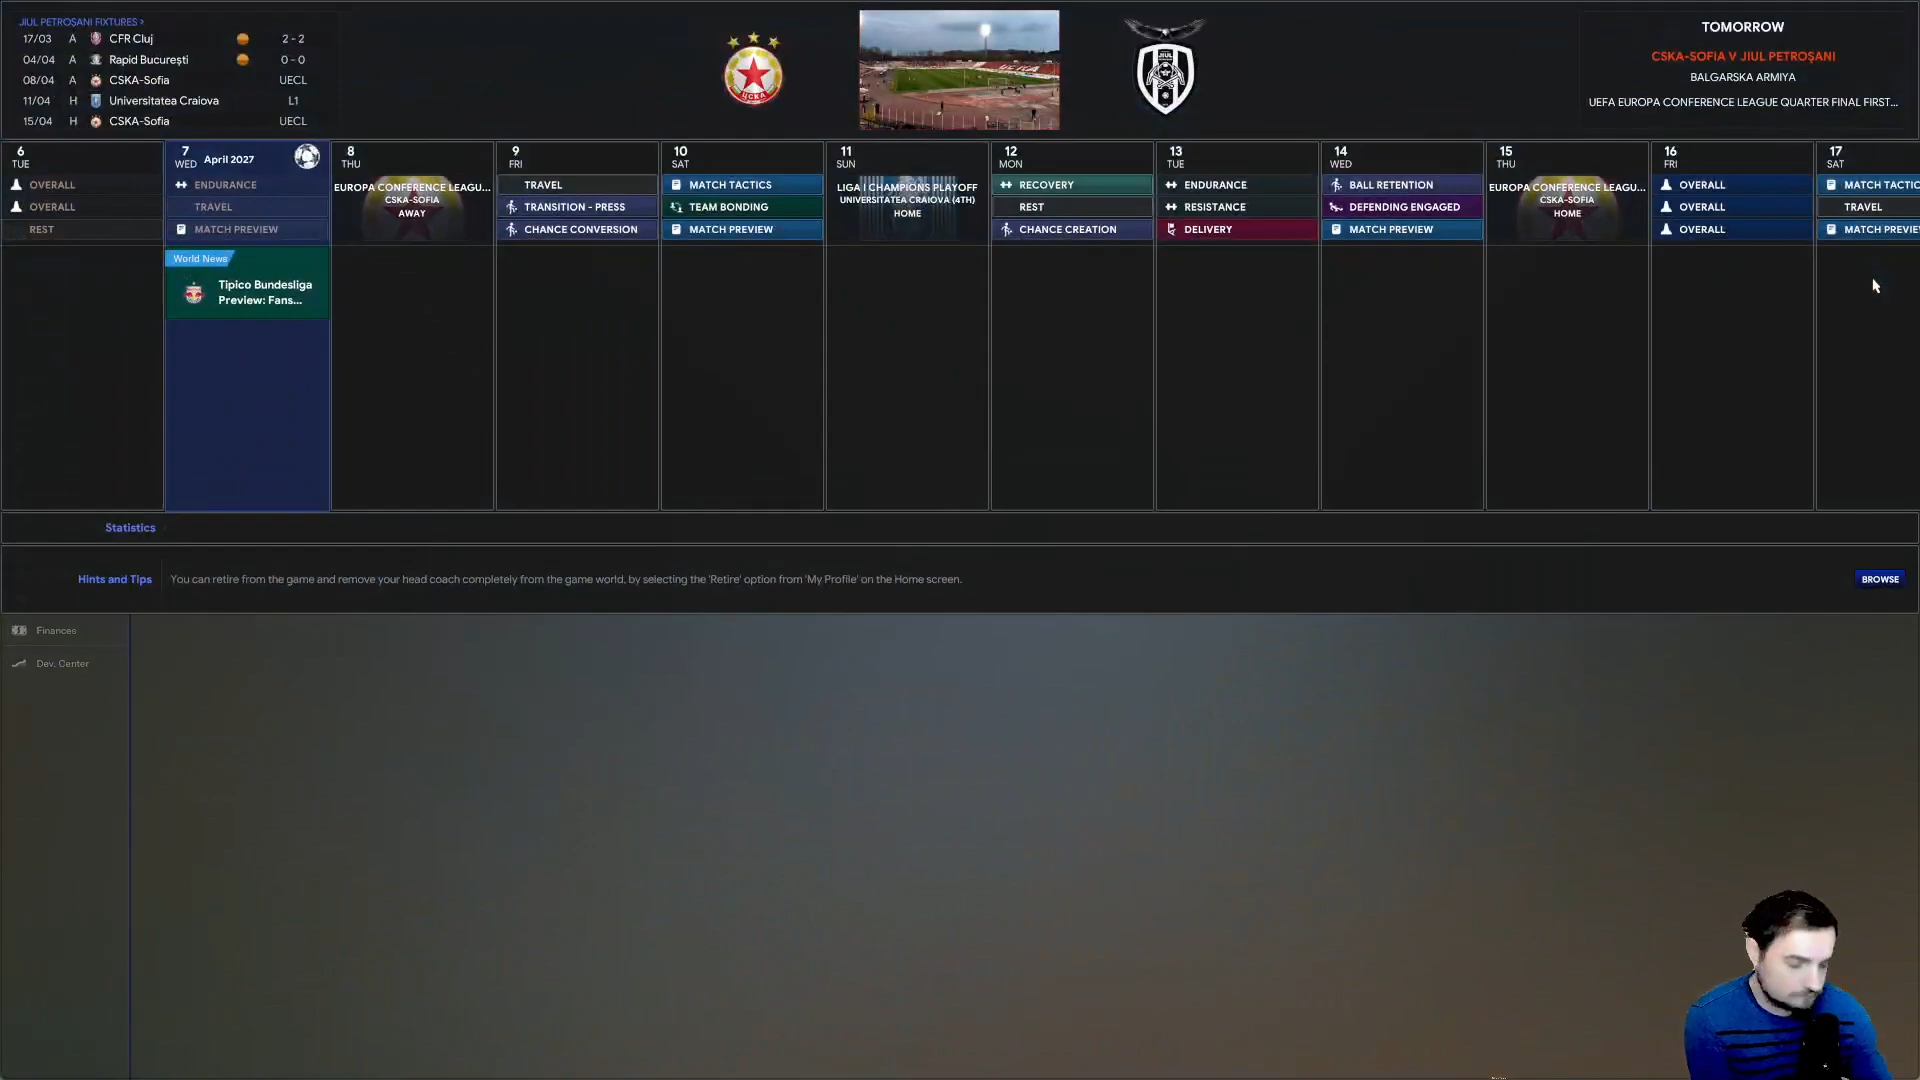 JIUL PETROȘANI FIXTURES >
17/03 A CFR Cluj 2 - 2
04/04 A Rapid București 0 - 0
08/04 A CSKA-Sofia UECL
11/04 H Universitatea Craiova L1
15/04 H CSKA-Sofia UECL
TOMORROW
CSKA-SOFIA V JIUL PETROȘANI
BALGARSKA ARMIYA
UEFA EUROPA CONFERENCE LEAGUE QUARTER FINAL FIRST...
6
TUE
OVERALL
OVERALL
REST
7
WED April 2027
ENDURANCE
TRAVEL
MATCH PREVIEW
World News
Tipico Bundesliga
Preview: Fans...
8
THU
EUROPA CONFERENCE LEAGU...
CSKA-SOFIA
AWAY
9
FRI
TRAVEL
TRANSITION - PRESS
CHANCE CONVERSION
10
SAT
MATCH TACTICS
TEAM BONDING
MATCH PREVIEW
11
SUN
LIGA I CHAMPIONS PLAYOFF
UNIVERSITATEA CRAIOVA (4TH)
HOME
12
MON
RECOVERY
REST
CHANCE CREATION
13
TUE
ENDURANCE
RESISTANCE
DELIVERY
14
WED
BALL RETENTION
DEFENDING ENGAGED
MATCH PREVIEW
15
THU
EUROPA CONFERENCE LEAGU...
CSKA-SOFIA
HOME
16
FRI
OVERALL
OVERALL
OVERALL
17
SAT
MATCH TACTIC
TRAVEL
MATCH PREVIE
Statistics
Hints and Tips
You can retire from the game and remove your head coach completely from the game world, by selecting the 'Retire' option from 'My Profile' on the Home screen.
BROWSE
Finances
Dev. Center